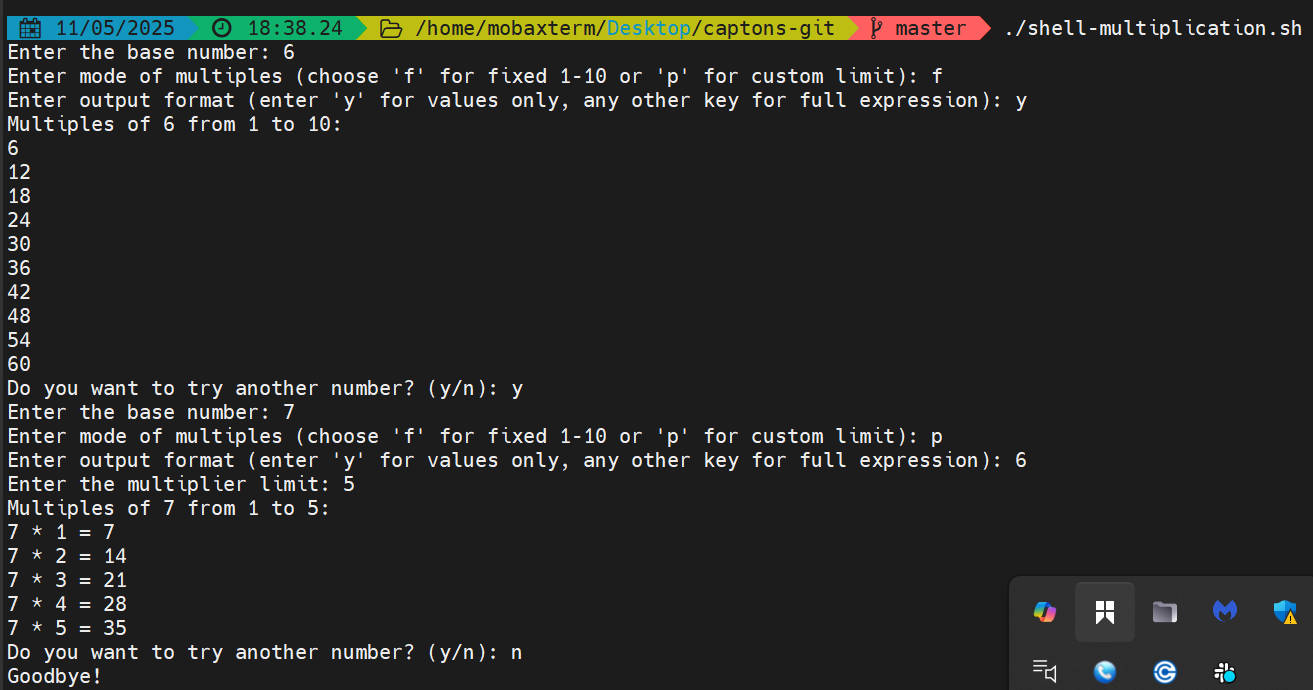 11/05/2025 18:38.24 /home/mobaxterm/Desktop/captons-git master ./shell-multiplication.sh
Enter the base number: 6
Enter mode of multiples (choose 'f' for fixed 1-10 or 'p' for custom limit): f
Enter output format (enter 'y' for values only, any other key for full expression): y
Multiples of 6 from 1 to 10:
6
12
18
24
30
36
42
48
54
60
Do you want to try another number? (y/n): y
Enter the base number: 7
Enter mode of multiples (choose 'f' for fixed 1-10 or 'p' for custom limit): p
Enter output format (enter 'y' for values only, any other key for full expression): 6
Enter the multiplier limit: 5
Multiples of 7 from 1 to 5:
7 * 1 = 7
7 * 2 = 14
7 * 3 = 21
7 * 4 = 28
7 * 5 = 35
Do you want to try another number? (y/n): n
Goodbye!